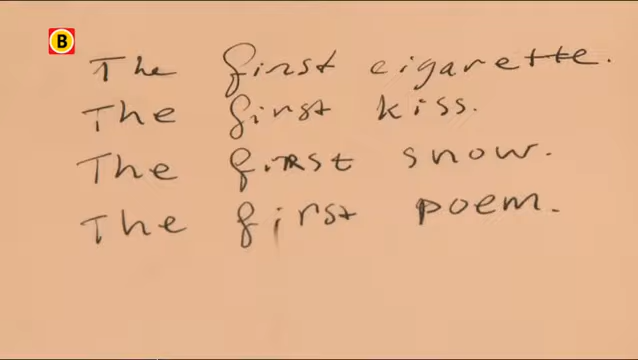 B
The first cigarette.
The first kiss.
The first snow.
The first poem.